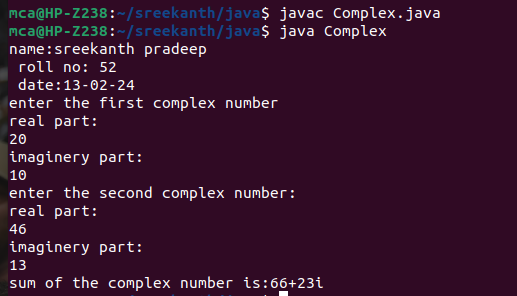 mca@HP-Z238:~/sreekanth/java$ javac Complex.java
mca@HP-Z238:~/sreekanth/java$ java Complex
name:sreekanth pradeep
 roll no: 52
 date:13-02-24
enter the first complex number
real part:
20
imaginery part:
10
enter the second complex number:
real part:
46
imaginery part:
13
sum of the complex number is:66+23i